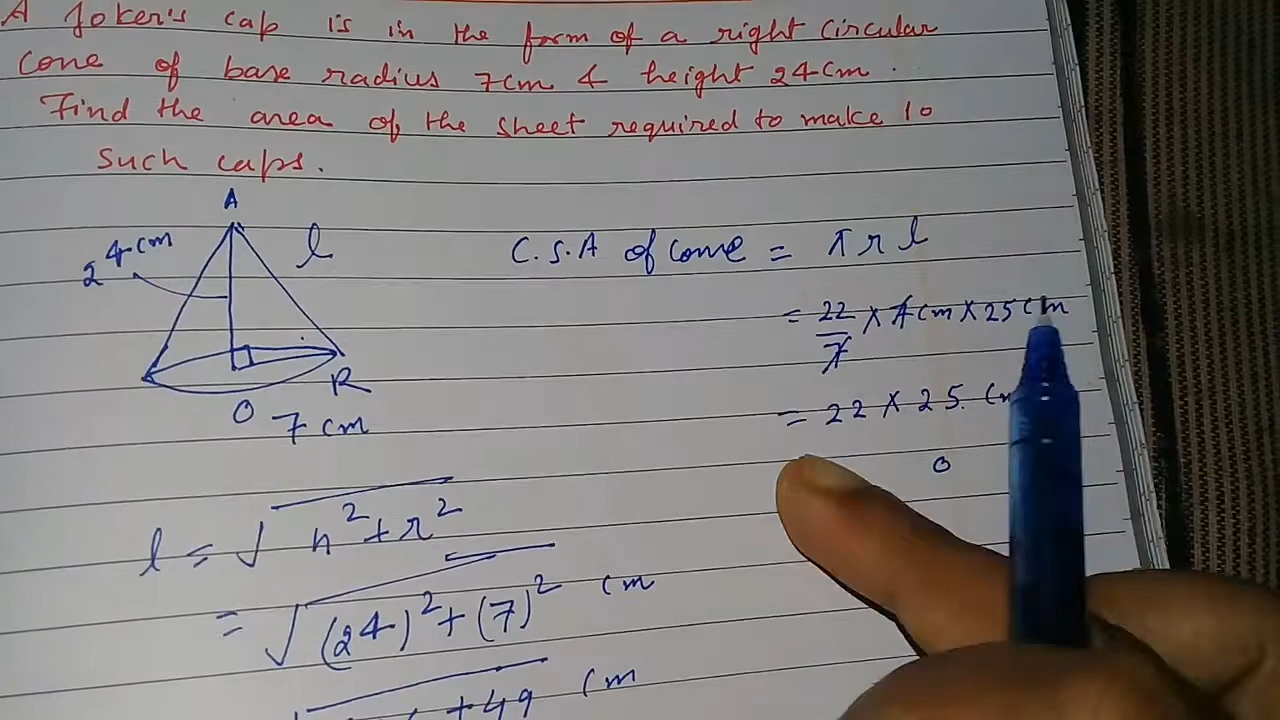 A Joker's cap is in the form of a right circular
cone of base radius 7cm & height 24cm.
Find the area of the sheet required to make 10
such caps.
A
24cm
l
O
R
7 cm
C.S.A of cone = π r l
= 22/7 × 7cm × 25cm
= 22 × 25.
0
l = √h² + r²
= √(24)² + (7)² cm
+ 49 cm